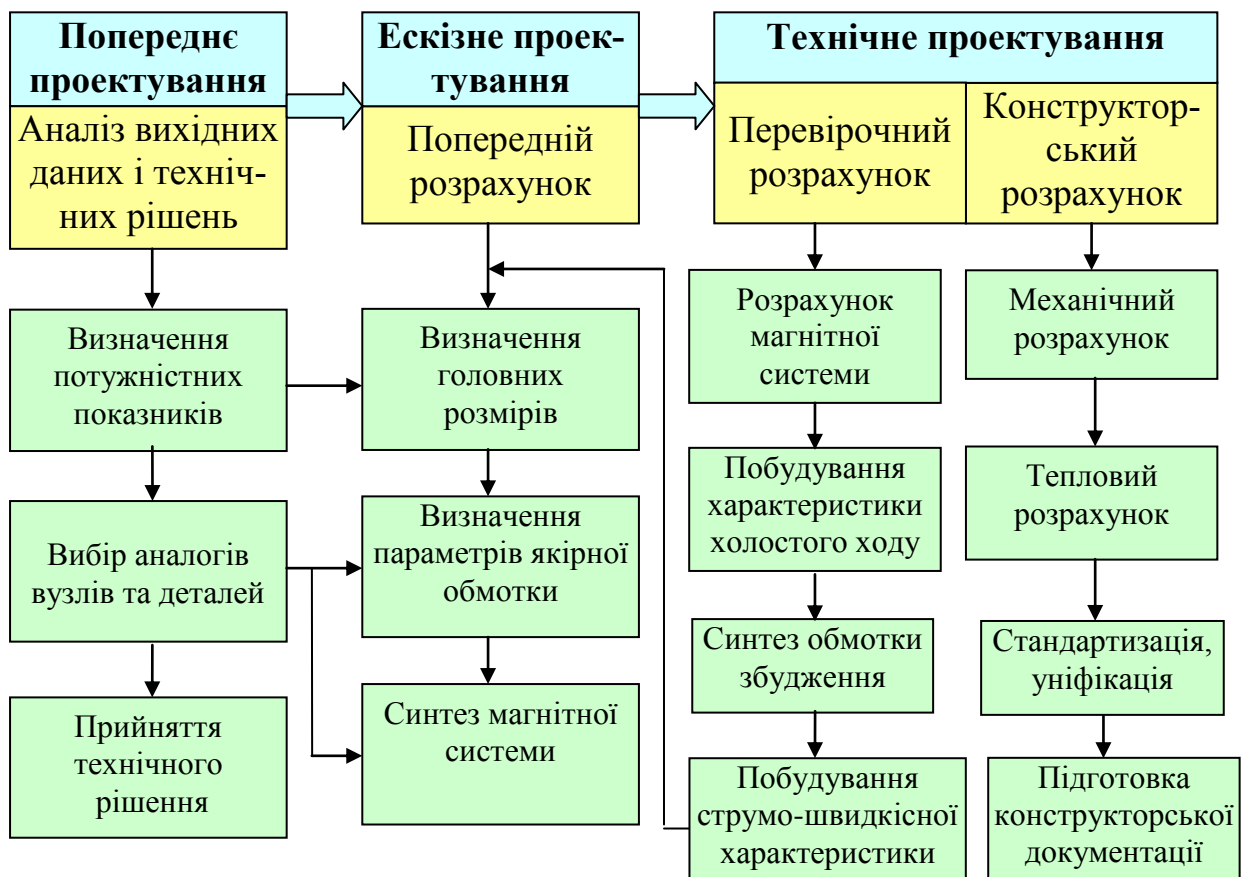 Попереднє
проектування
Аналіз вихідних
даних і техніч-
них рішень
Визначення
потужністних
показників
Вибір аналогів
вузлів та деталей
Прийняття
технічного
рішення
Ескізне проек-
тування
Попередній
розрахунок
Визначення
головних
розмірів
Визначення
параметрів якірної
обмотки
Синтез магнітної
системи
Технічне проектування
Перевірочний
розрахунок
Розрахунок
магнітної
системи
Побудування
характеристики
холостого ходу
Синтез обмотки
збудження
Побудування
струмо-швидкісної
характеристики
Конструктор-
ський
розрахунок
Механічний
розрахунок
Тепловий
розрахунок
Стандартизація,
уніфікація
Підготовка
конструкторської
документації